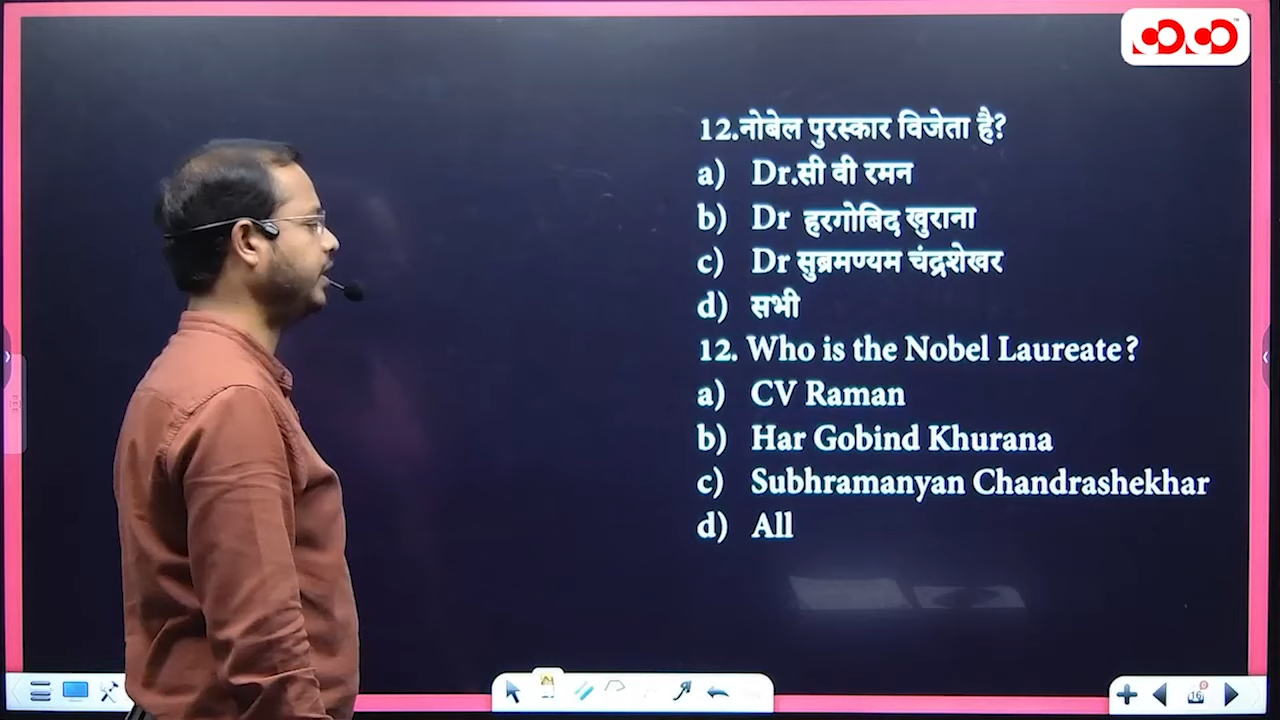 12.नोबेल पुरस्कार विजेता है?
a) Dr.सी वी रमन
b) Dr हरगोबिद खुराना
c) Dr सुब्रमण्यम चंद्रशेखर
d) सभी
12. Who is the Nobel Laureate?
a) CV Raman
b) Har Gobind Khurana
c) Subhramanyan Chandrashekhar
d) All
16